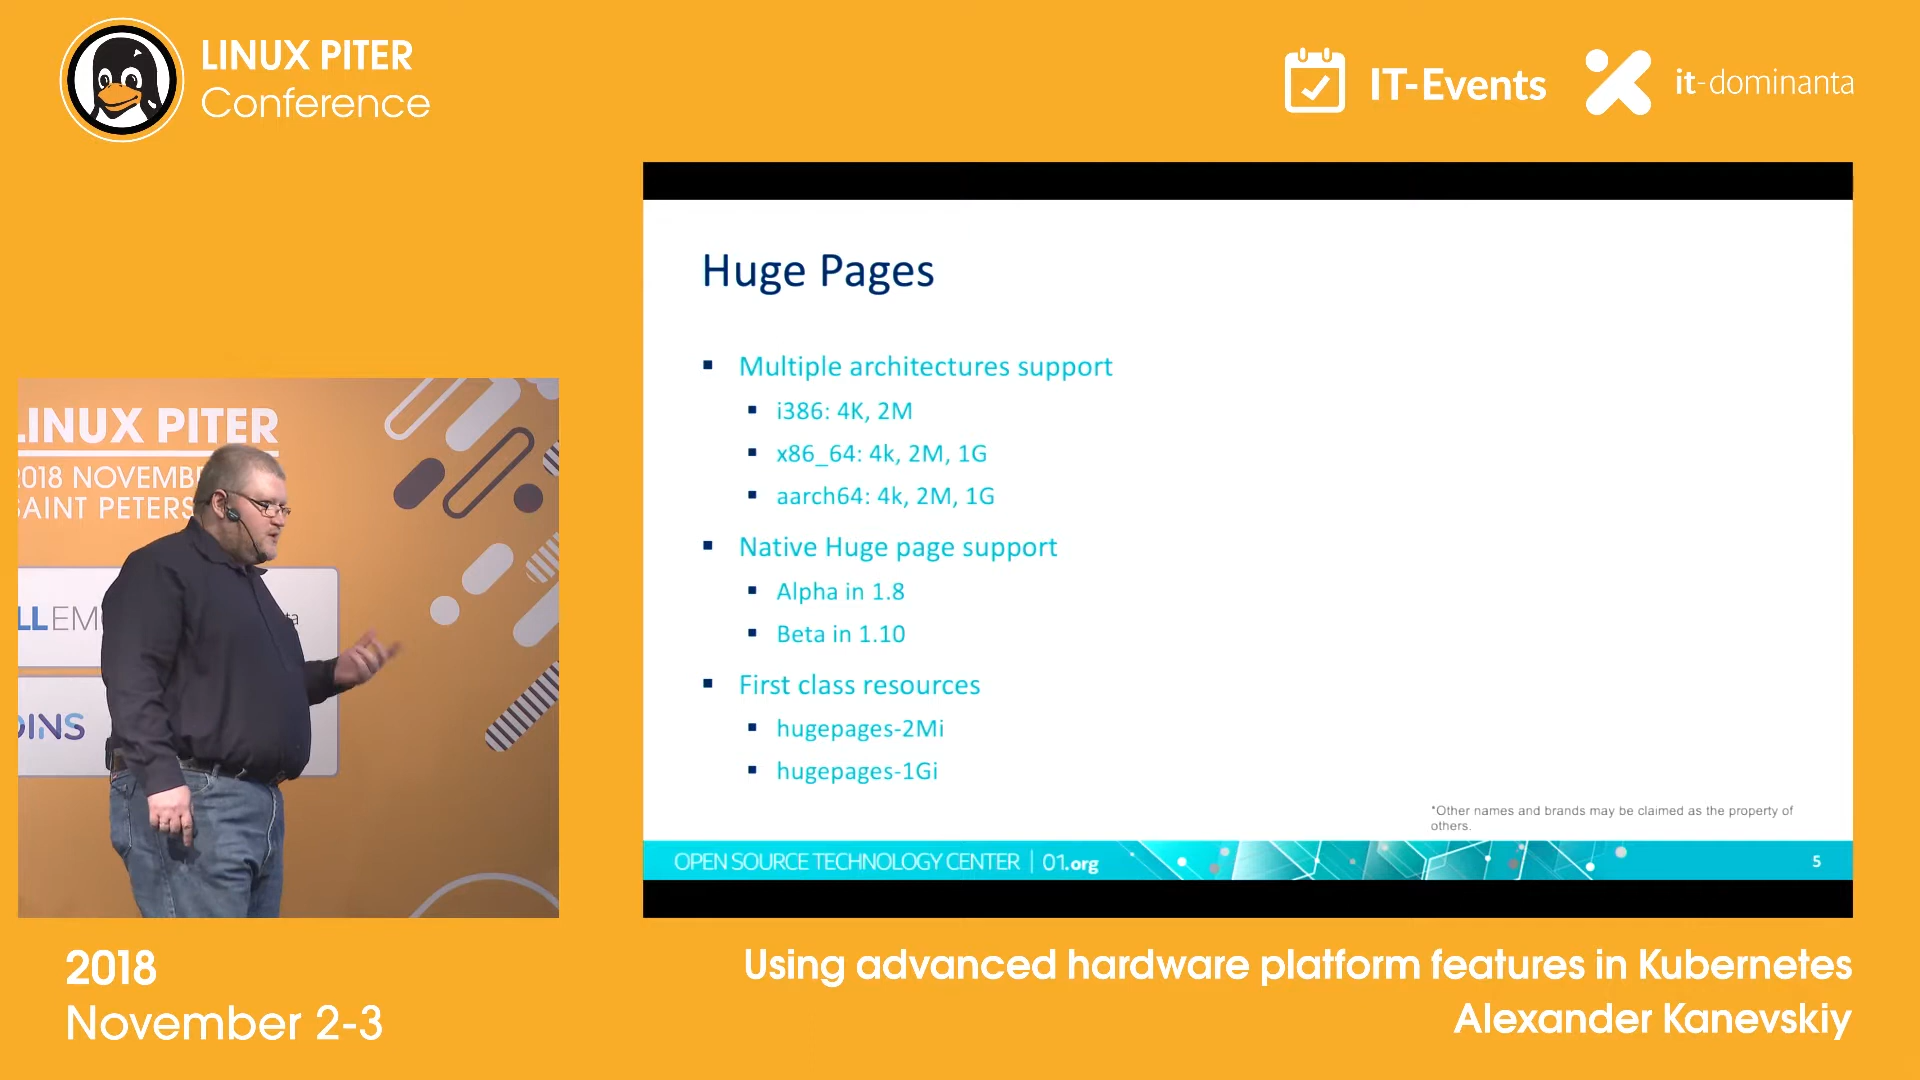 LINUX PITER
Conference
IT-Events
it-dominanta
Huge Pages
Multiple architectures support
i386: 4K, 2M
x86_64: 4k, 2M, 1G
aarch64: 4k, 2M, 1G
Native Huge page support
Alpha in 1.8
Beta in 1.10
First class resources
hugepages-2Mi
hugepages-1Gi
*Other names and brands may be claimed as the property of
others.
OPEN SOURCE TECHNOLOGY CENTER | 01.org
5
LINUX PITER
2018 NOVEMB
SAINT PETERS
LLEM
ta
OINS
2018
November 2-3
Using advanced hardware platform features in Kubernetes
Alexander Kanevskiy